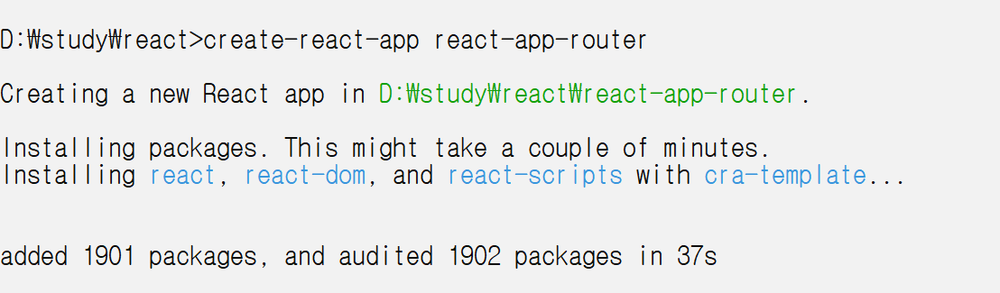 D:₩study₩react>create-react-app react-app-router
Creating a new React app in D:₩study₩react₩react-app-router.
Installing packages. This might take a couple of minutes.
Installing react, react-dom, and react-scripts with cra-template...
added 1901 packages, and audited 1902 packages in 37s